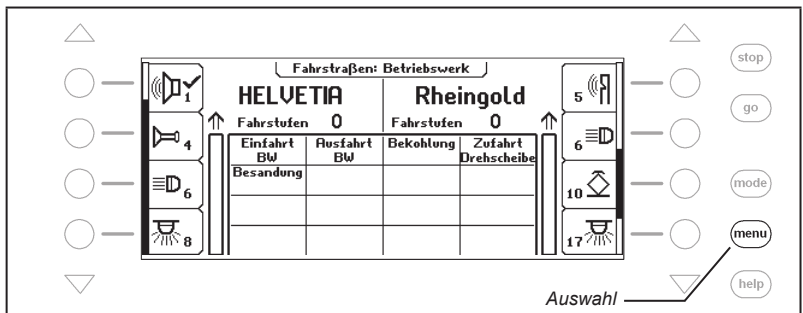 Fahrstraßen: Betriebswerk
HELVETIA
Rheingold
Fahrstufen 0
Fahrstufen 0
Einfahrt BW
Ausfahrt BW
Bekohlung
Zufahrt Drehscheibe
Besandung
1
4
6
8
5
6
10
17
stop
go
mode
menu
help
Auswahl